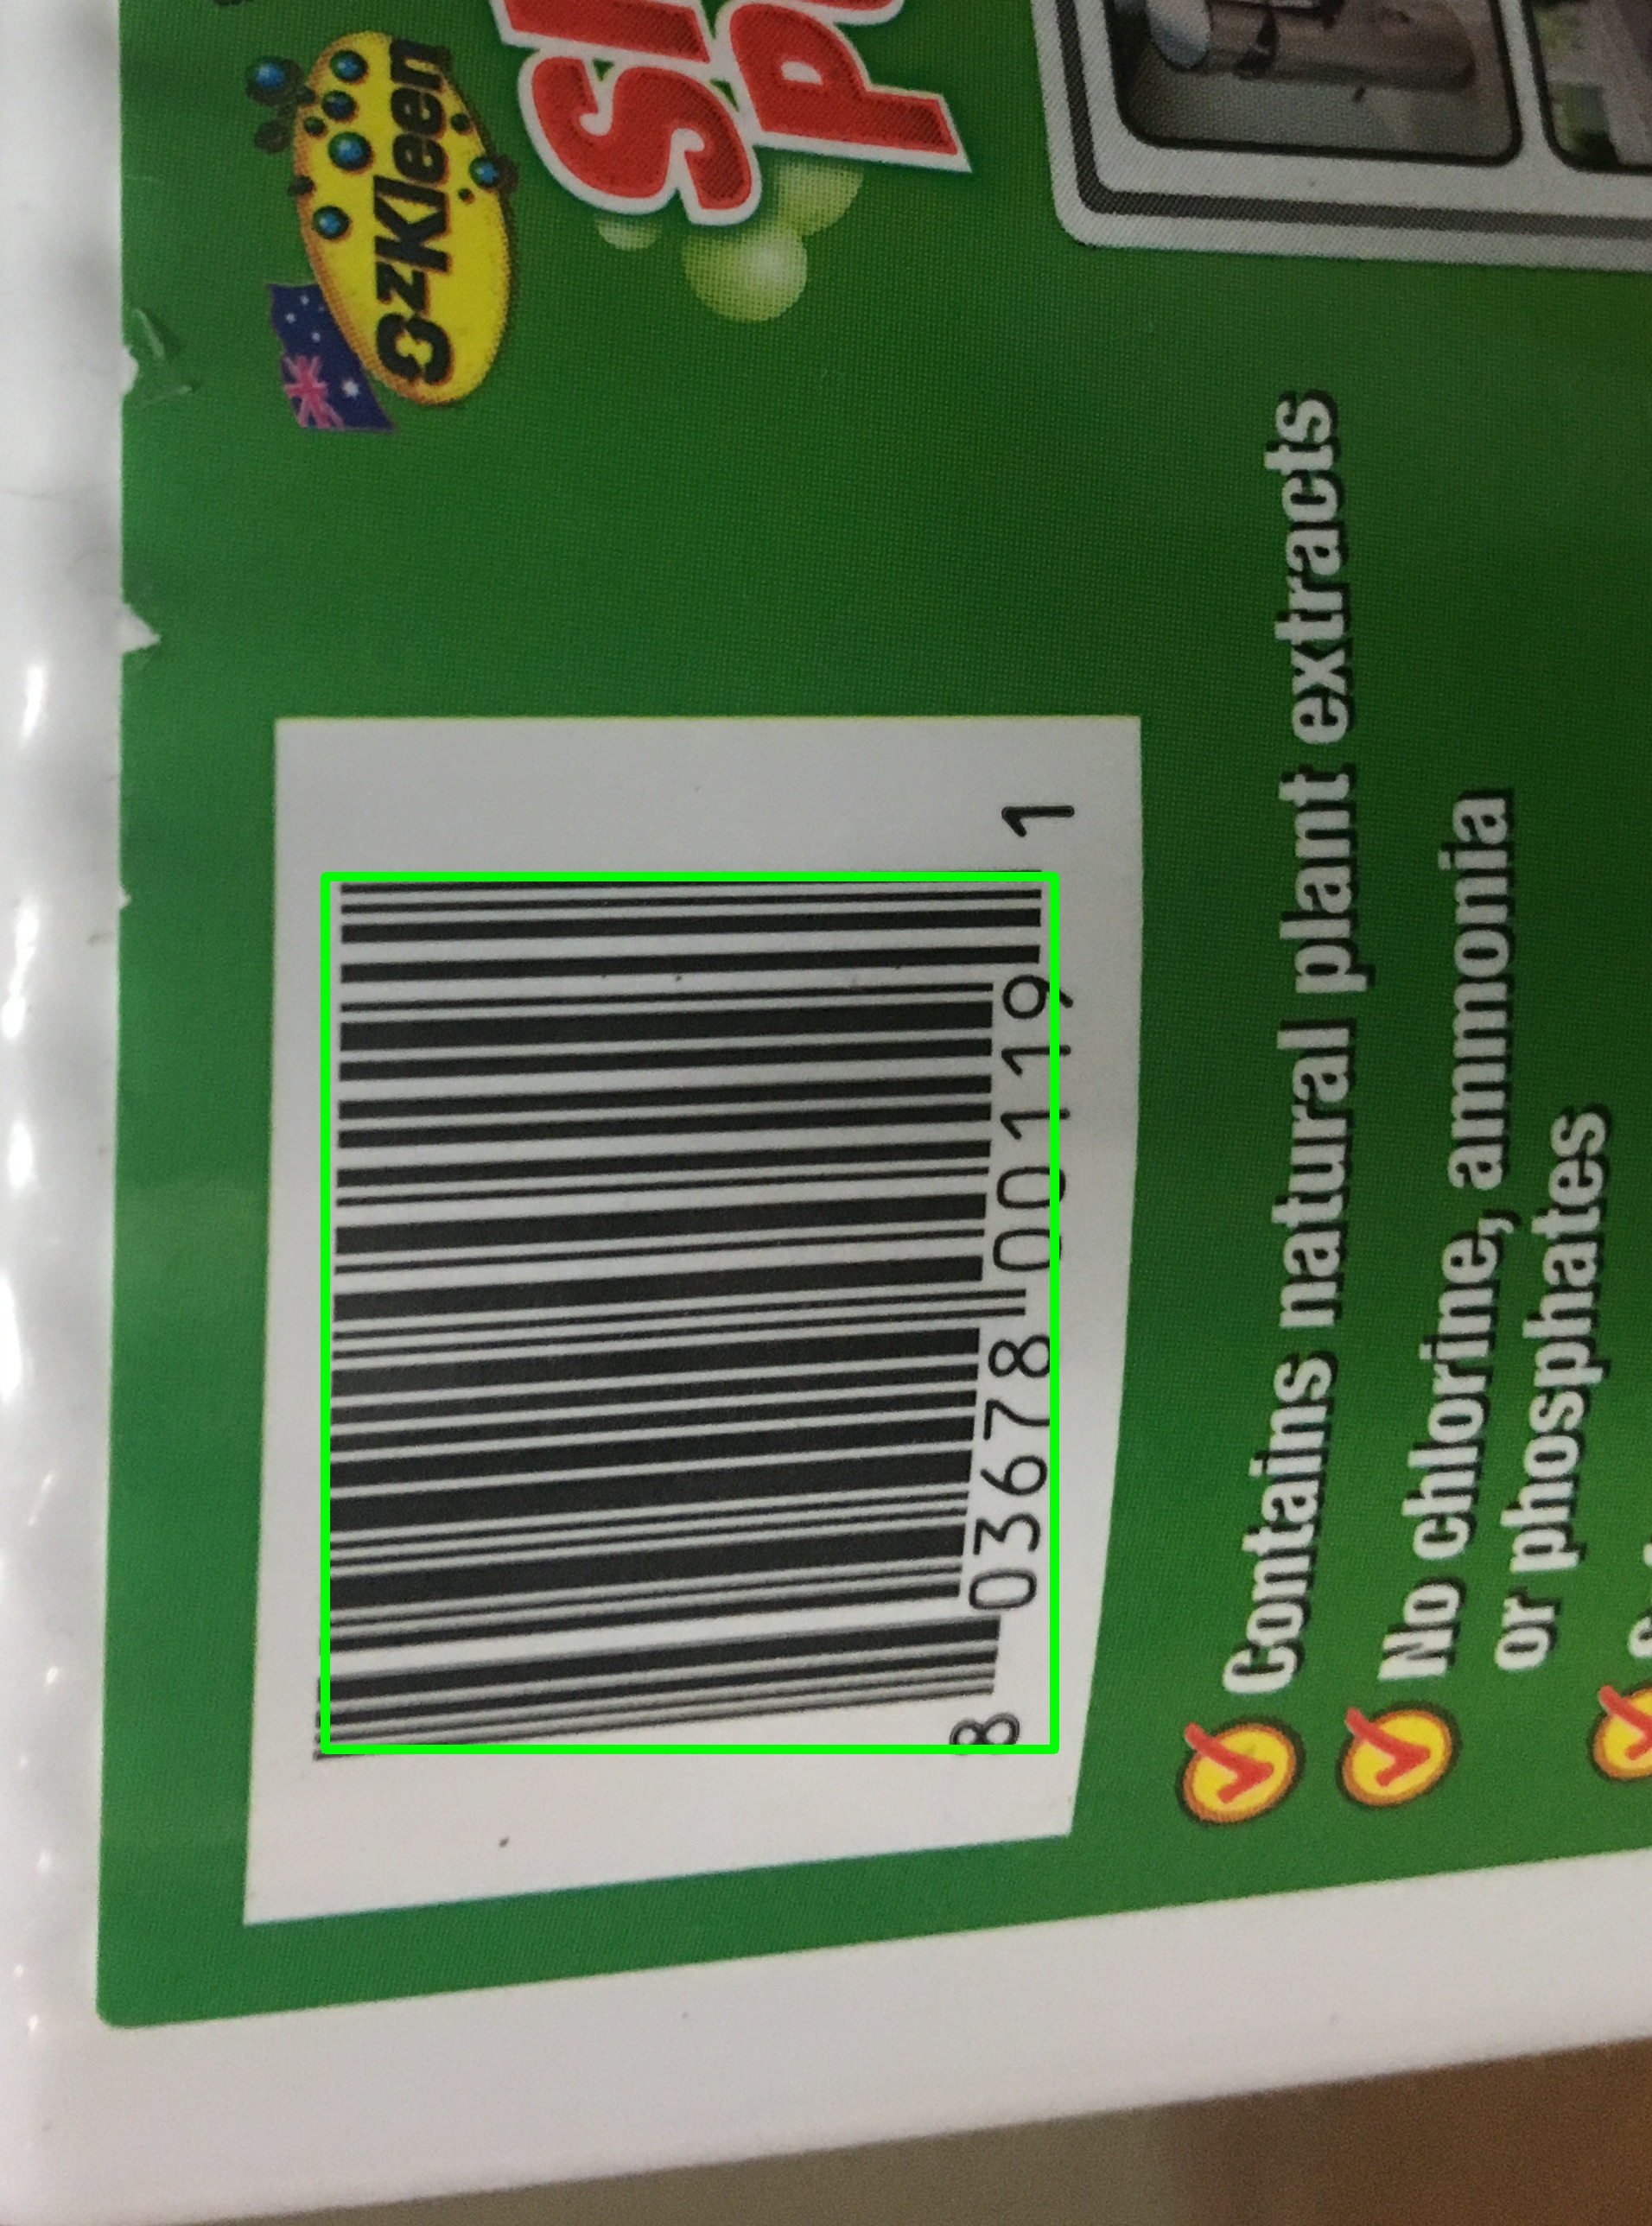 OzKleen
8 03678 00119 1
Contains natural plant extracts
No chlorine, ammonia
or phosphates